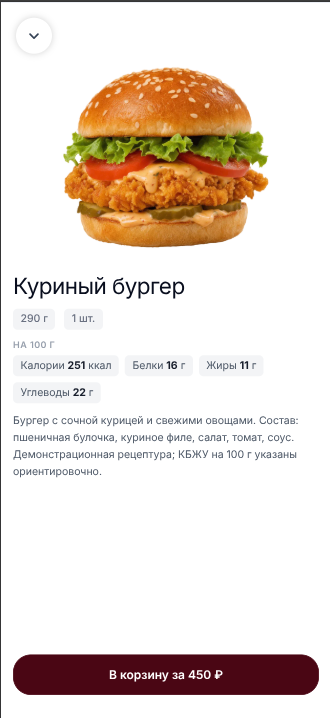 Куриный бургер
290 г 1 шт.
НА 100 Г
Калории 251 ккал Белки 16 г Жиры 11 г
Углеводы 22 г
Бургер с сочной курицей и свежими овощами. Состав:
пшеничная булочка, куриное филе, салат, томат, соус.
Демонстрационная рецептура; КБЖУ на 100 г указаны
ориентировочно.
В корзину за 450 ₽